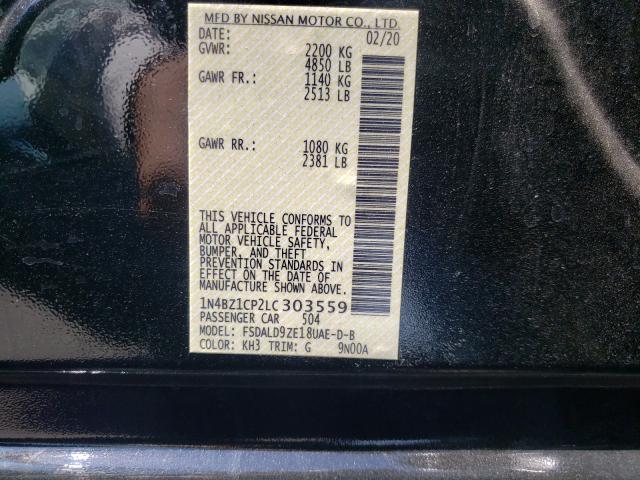 MFD BY NISSAN MOTOR CO., LTD.
DATE: 02/20
GVWR: 2200 KG
4850 LB
GAWR FR.: 1140 KG
2513 LB
GAWR RR.: 1080 KG
2381 LB
THIS VEHICLE CONFORMS TO
ALL APPLICABLE FEDERAL
MOTOR VEHICLE SAFETY,
BUMPER, AND THEFT
PREVENTION STANDARDS IN
EFFECT ON THE DATE OF
MANUFACTURE SHOWN ABOVE.
1N4BZ1CP2LC303559
PASSENGER CAR 504
MODEL: FSDALD9ZE18UAE-D-B
COLOR: KH3 TRIM: G 9N00A